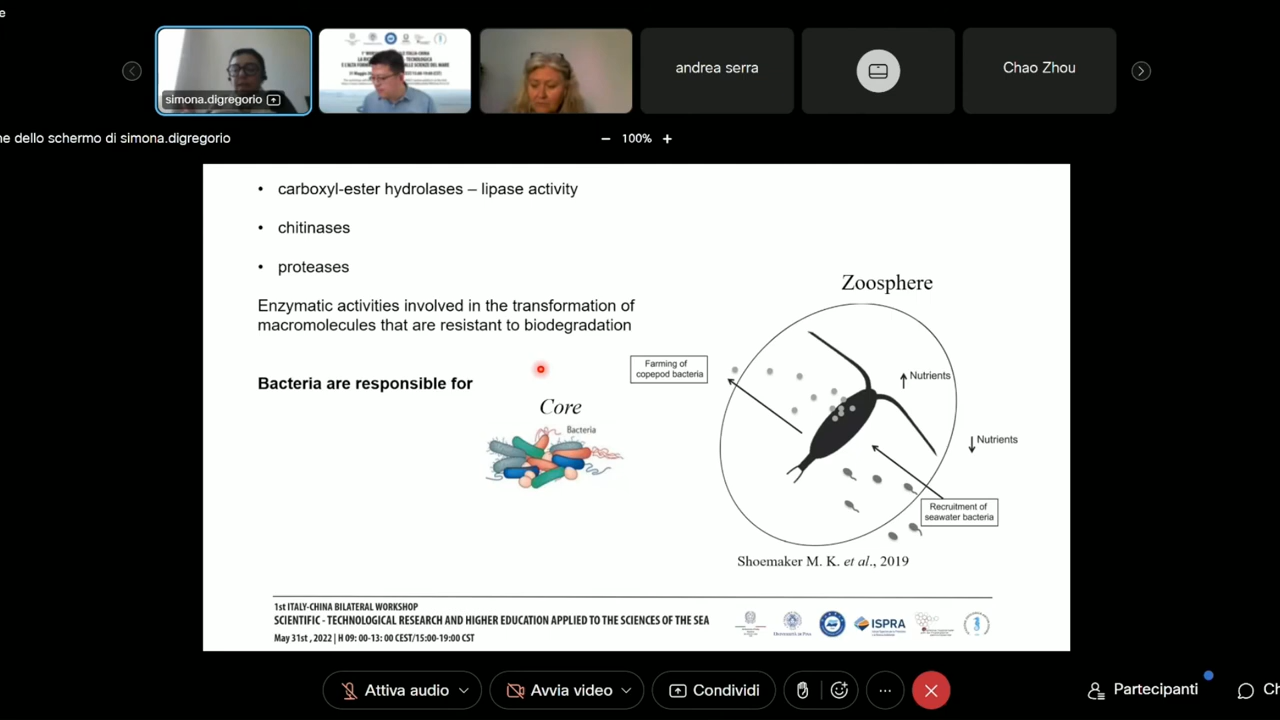 e
simona.digregorio
andrea serra
Chao Zhou
ne dello schermo di simona.digregorio
100%
• carboxyl-ester hydrolases – lipase activity
• chitinases
• proteases
Enzymatic activities involved in the transformation of
macromolecules that are resistant to biodegradation
Bacteria are responsible for
Core
Bacteria
Zoosphere
Farming of
copepod bacteria
Nutrients
Nutrients
Recruitment of
seawater bacteria
Shoemaker M. K. et al., 2019
1st ITALY-CHINA BILATERAL WORKSHOP
SCIENTIFIC - TECHNOLOGICAL RESEARCH AND HIGHER EDUCATION APPLIED TO THE SCIENCES OF THE SEA
May 31st , 2022 | H 09: 00-13: 00 CEST/15:00-19:00 CST
ISPRA
Attiva audio
Avvia video
Condividi
Partecipanti
Ch